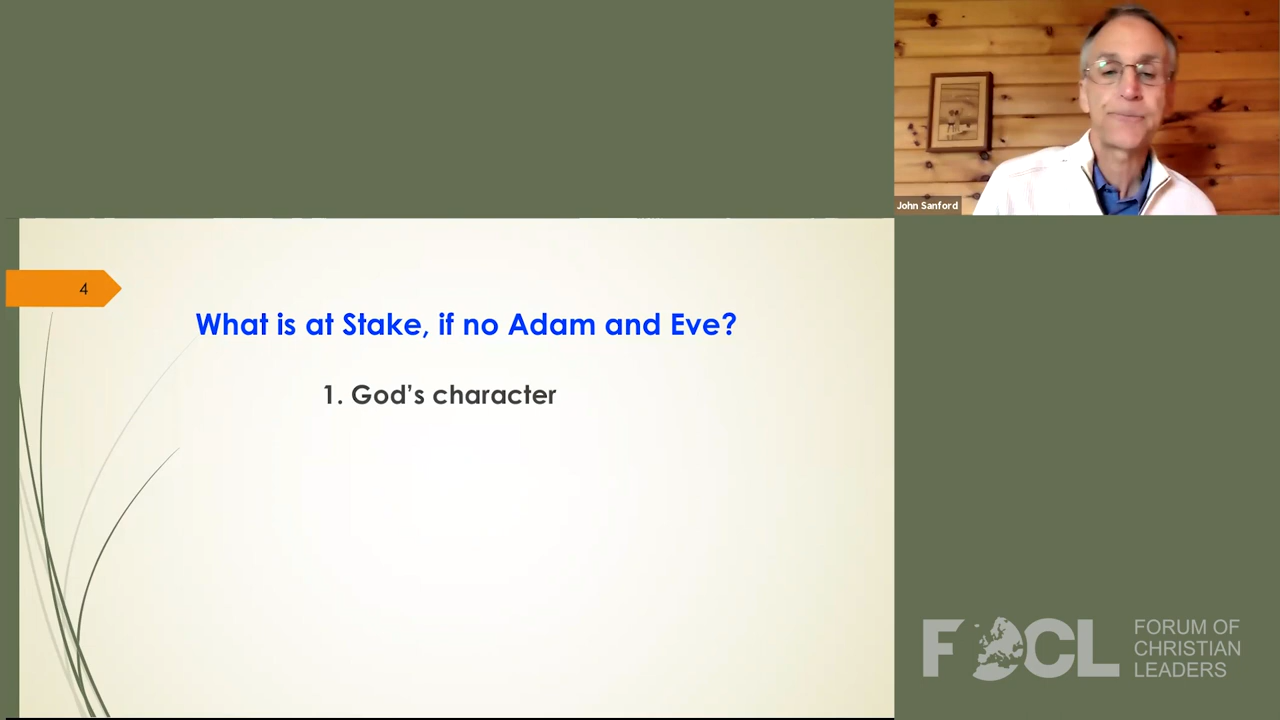 John Sanford
4
What is at Stake, if no Adam and Eve?
1. God's character
FOCL
FORUM OF
CHRISTIAN
LEADERS